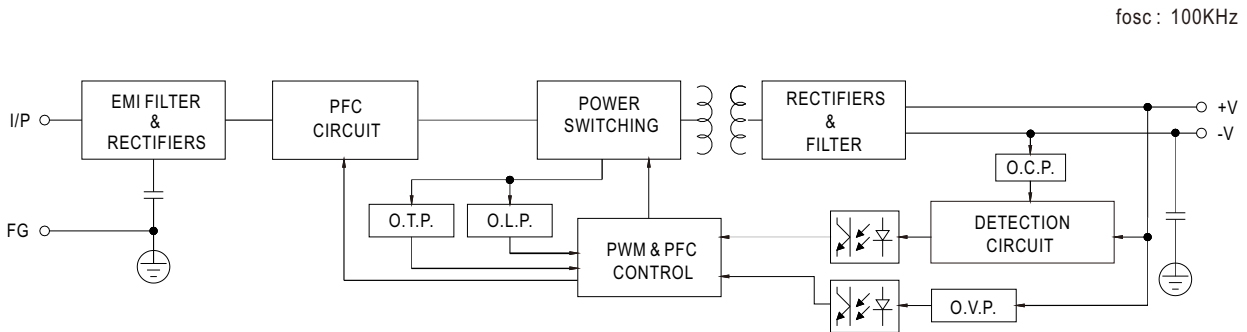 fosc : 100KHz
EMI FILTER
&
RECTIFIERS
PFC
CIRCUIT
POWER
SWITCHING
RECTIFIERS
&
FILTER
I/P
+V
-V
O.C.P.
FG
O.T.P.
O.L.P.
PWM & PFC
CONTROL
DETECTION
CIRCUIT
O.V.P.